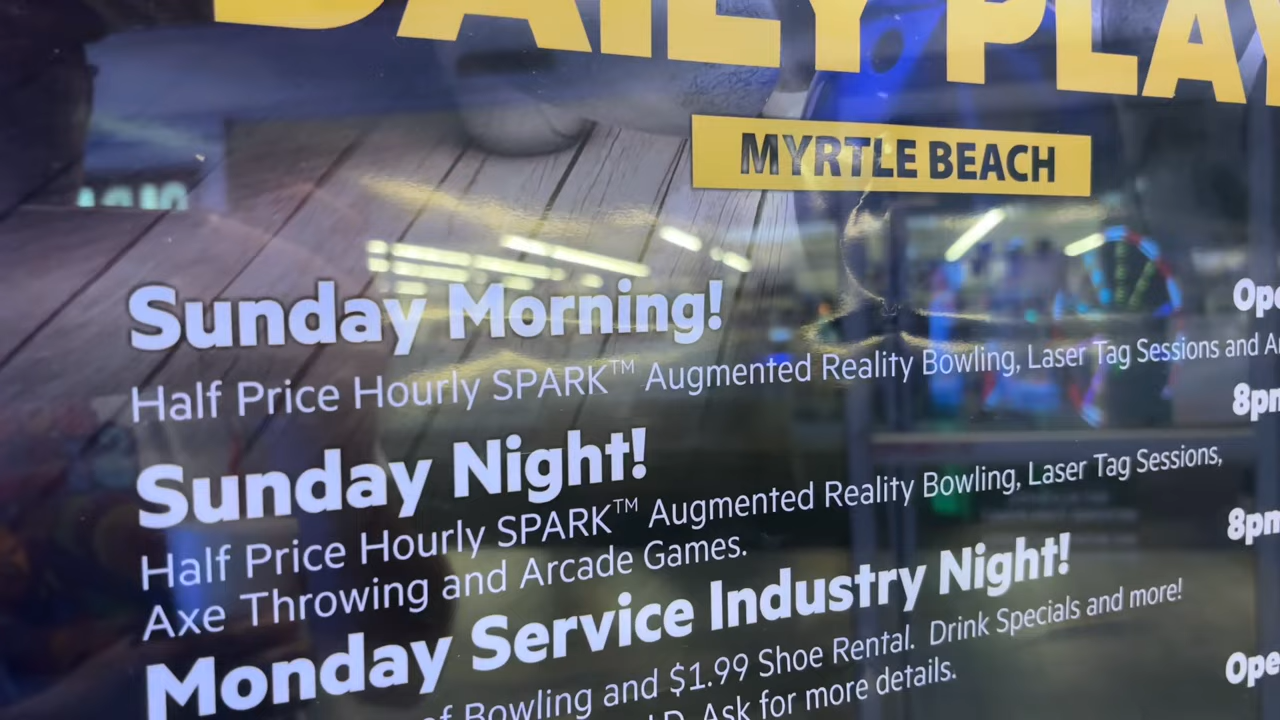 DAILY PLAY
MYRTLE BEACH
Sunday Morning!
Half Price Hourly SPARK™ Augmented Reality Bowling, Laser Tag Sessions and
Sunday Night!
8pm
Half Price Hourly SPARK™ Augmented Reality Bowling, Laser Tag Sessions,
Axe Throwing and Arcade Games.
Monday Service Industry Night!
8pm
of Bowling and $1.99 Shoe Rental. Drink Specials and more!
Ask for more details.